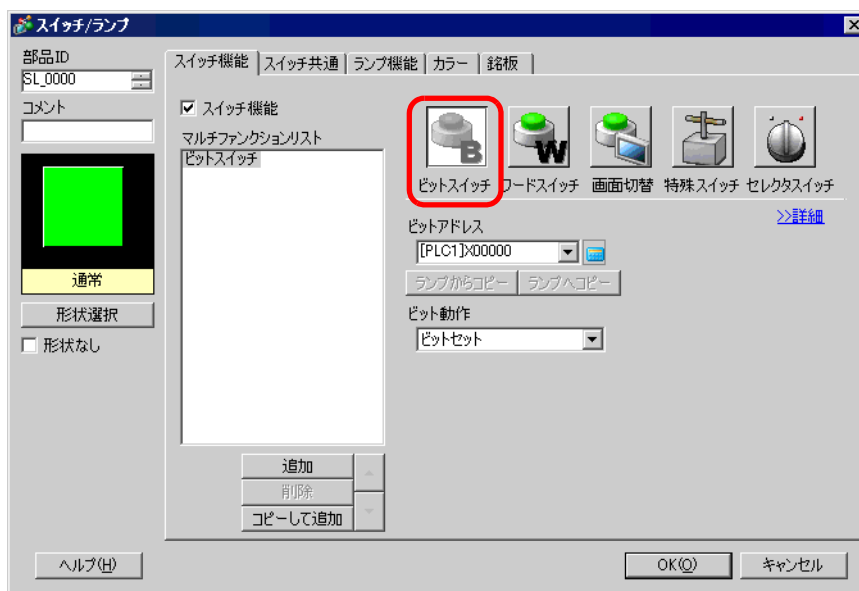 スイッチ/ランプ
部品ID
SL_0000
コメント
通常
形状選択
形状なし
スイッチ機能 スイッチ共通 ランプ機能 カラー 銘板
スイッチ機能
マルチファンクションリスト
ビットスイッチ
追加
削除
コピーして追加
B W
ビットスイッチ ワードスイッチ 画面切替 特殊スイッチ セレクタスイッチ
>>詳細
ビットアドレス
[PLC1]X00000
ランプからコピー ランプへコピー
ビット動作
ビットセット
ヘルプ(H) OK(O) キャンセル